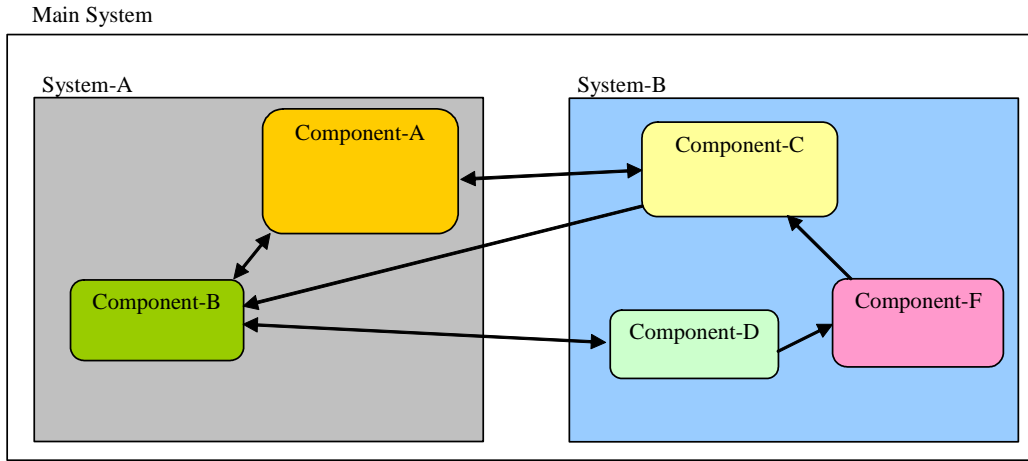 Main System
System-A
System-B
Component-A
Component-C
Component-B
Component-F
Component-D